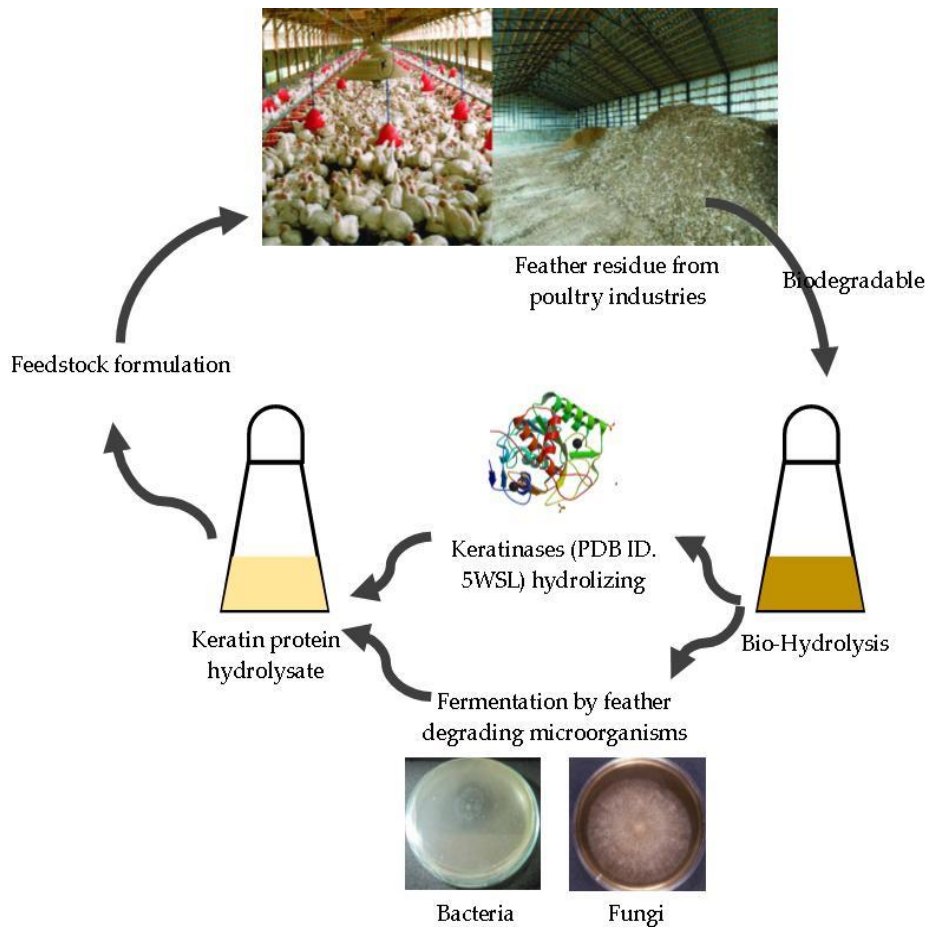 Feather residue from
poultry industries
Biodegradable
Feedstock formulation
Keratinases (PDB ID.
5WSL) hydrolizing
Keratin protein
hydrolysate
Bio-Hydrolysis
Fermentation by feather
degrading microorganisms
Bacteria
Fungi